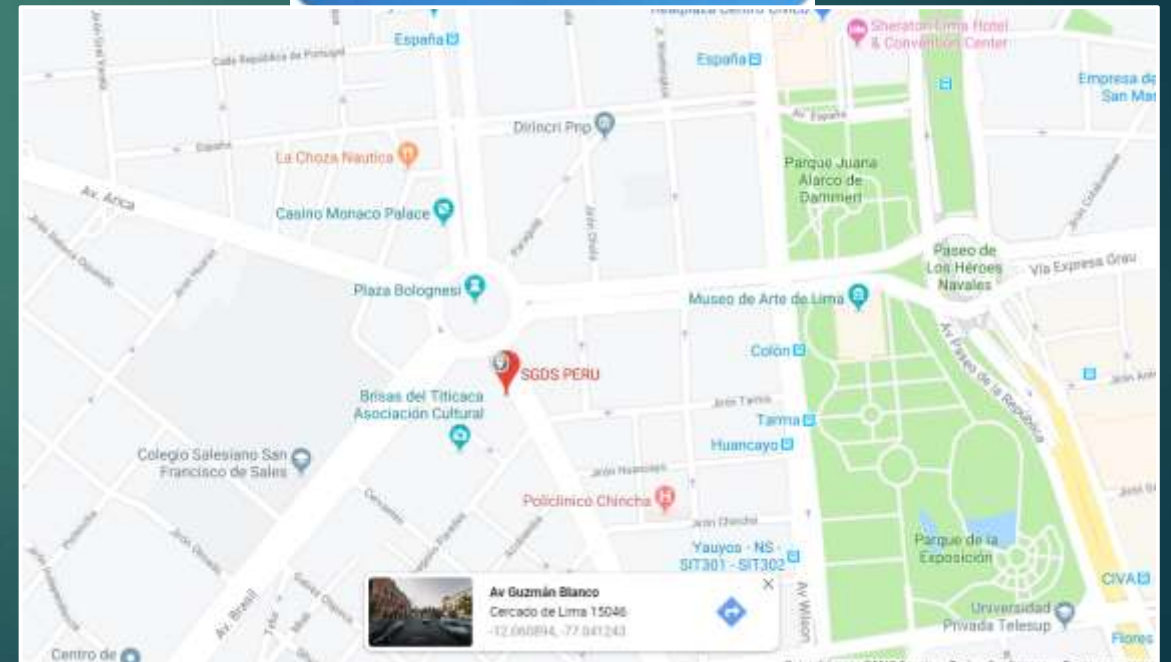 España
Calle República de Portugal
España
Sheraton Lima Hotel
& Convention Center
Empresa de
San Mar
Av. España
Dirincri Pnp
España
La Choza Nautica
Parque Juana
Alarco de
Dammert
Av. Arica
Casino Monaco Palace
Paseo de
Los Héroes
Navales
Vía Expresa Grau
Plaza Bolognesi
Museo de Arte de Lima
Av Paseo de la República
Colón
SGDS PERU
Brisas del Titicaca
Asociación Cultural
Jirón Tarma
Tarma
Huancayo
Colegio Salesiano San
Francisco de Sales
Jirón Huancayo
Policlinico Chincha
Jirón Chincha
Cervantes
Yauyos - NS -
SIT301 - SIT302
Parque de la
Exposición
CIVA
Av Guzmán Blanco
Cercado de Lima 15046
-12.060894, -77.041243
Av. Brasil
Av Wilson
Universidad
Privada Telesup
Flores
Centro de